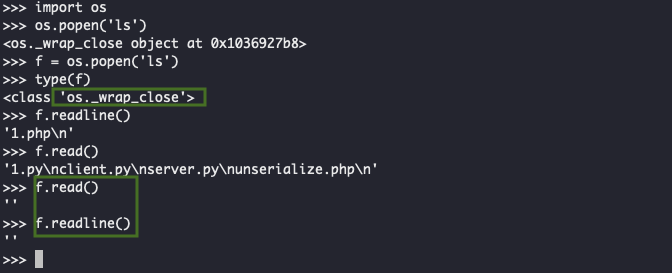 >>> import os
>>> os.popen('ls')
<os._wrap_close object at 0x1036927b8>
>>> f = os.popen('ls')
>>> type(f)
<class 'os._wrap_close'>
>>> f.readline()
'1.php\n'
>>> f.read()
'1.py\nclient.py\nserver.py\nunserialize.php\n'
>>> f.read()
''
>>> f.readline()
''
>>>